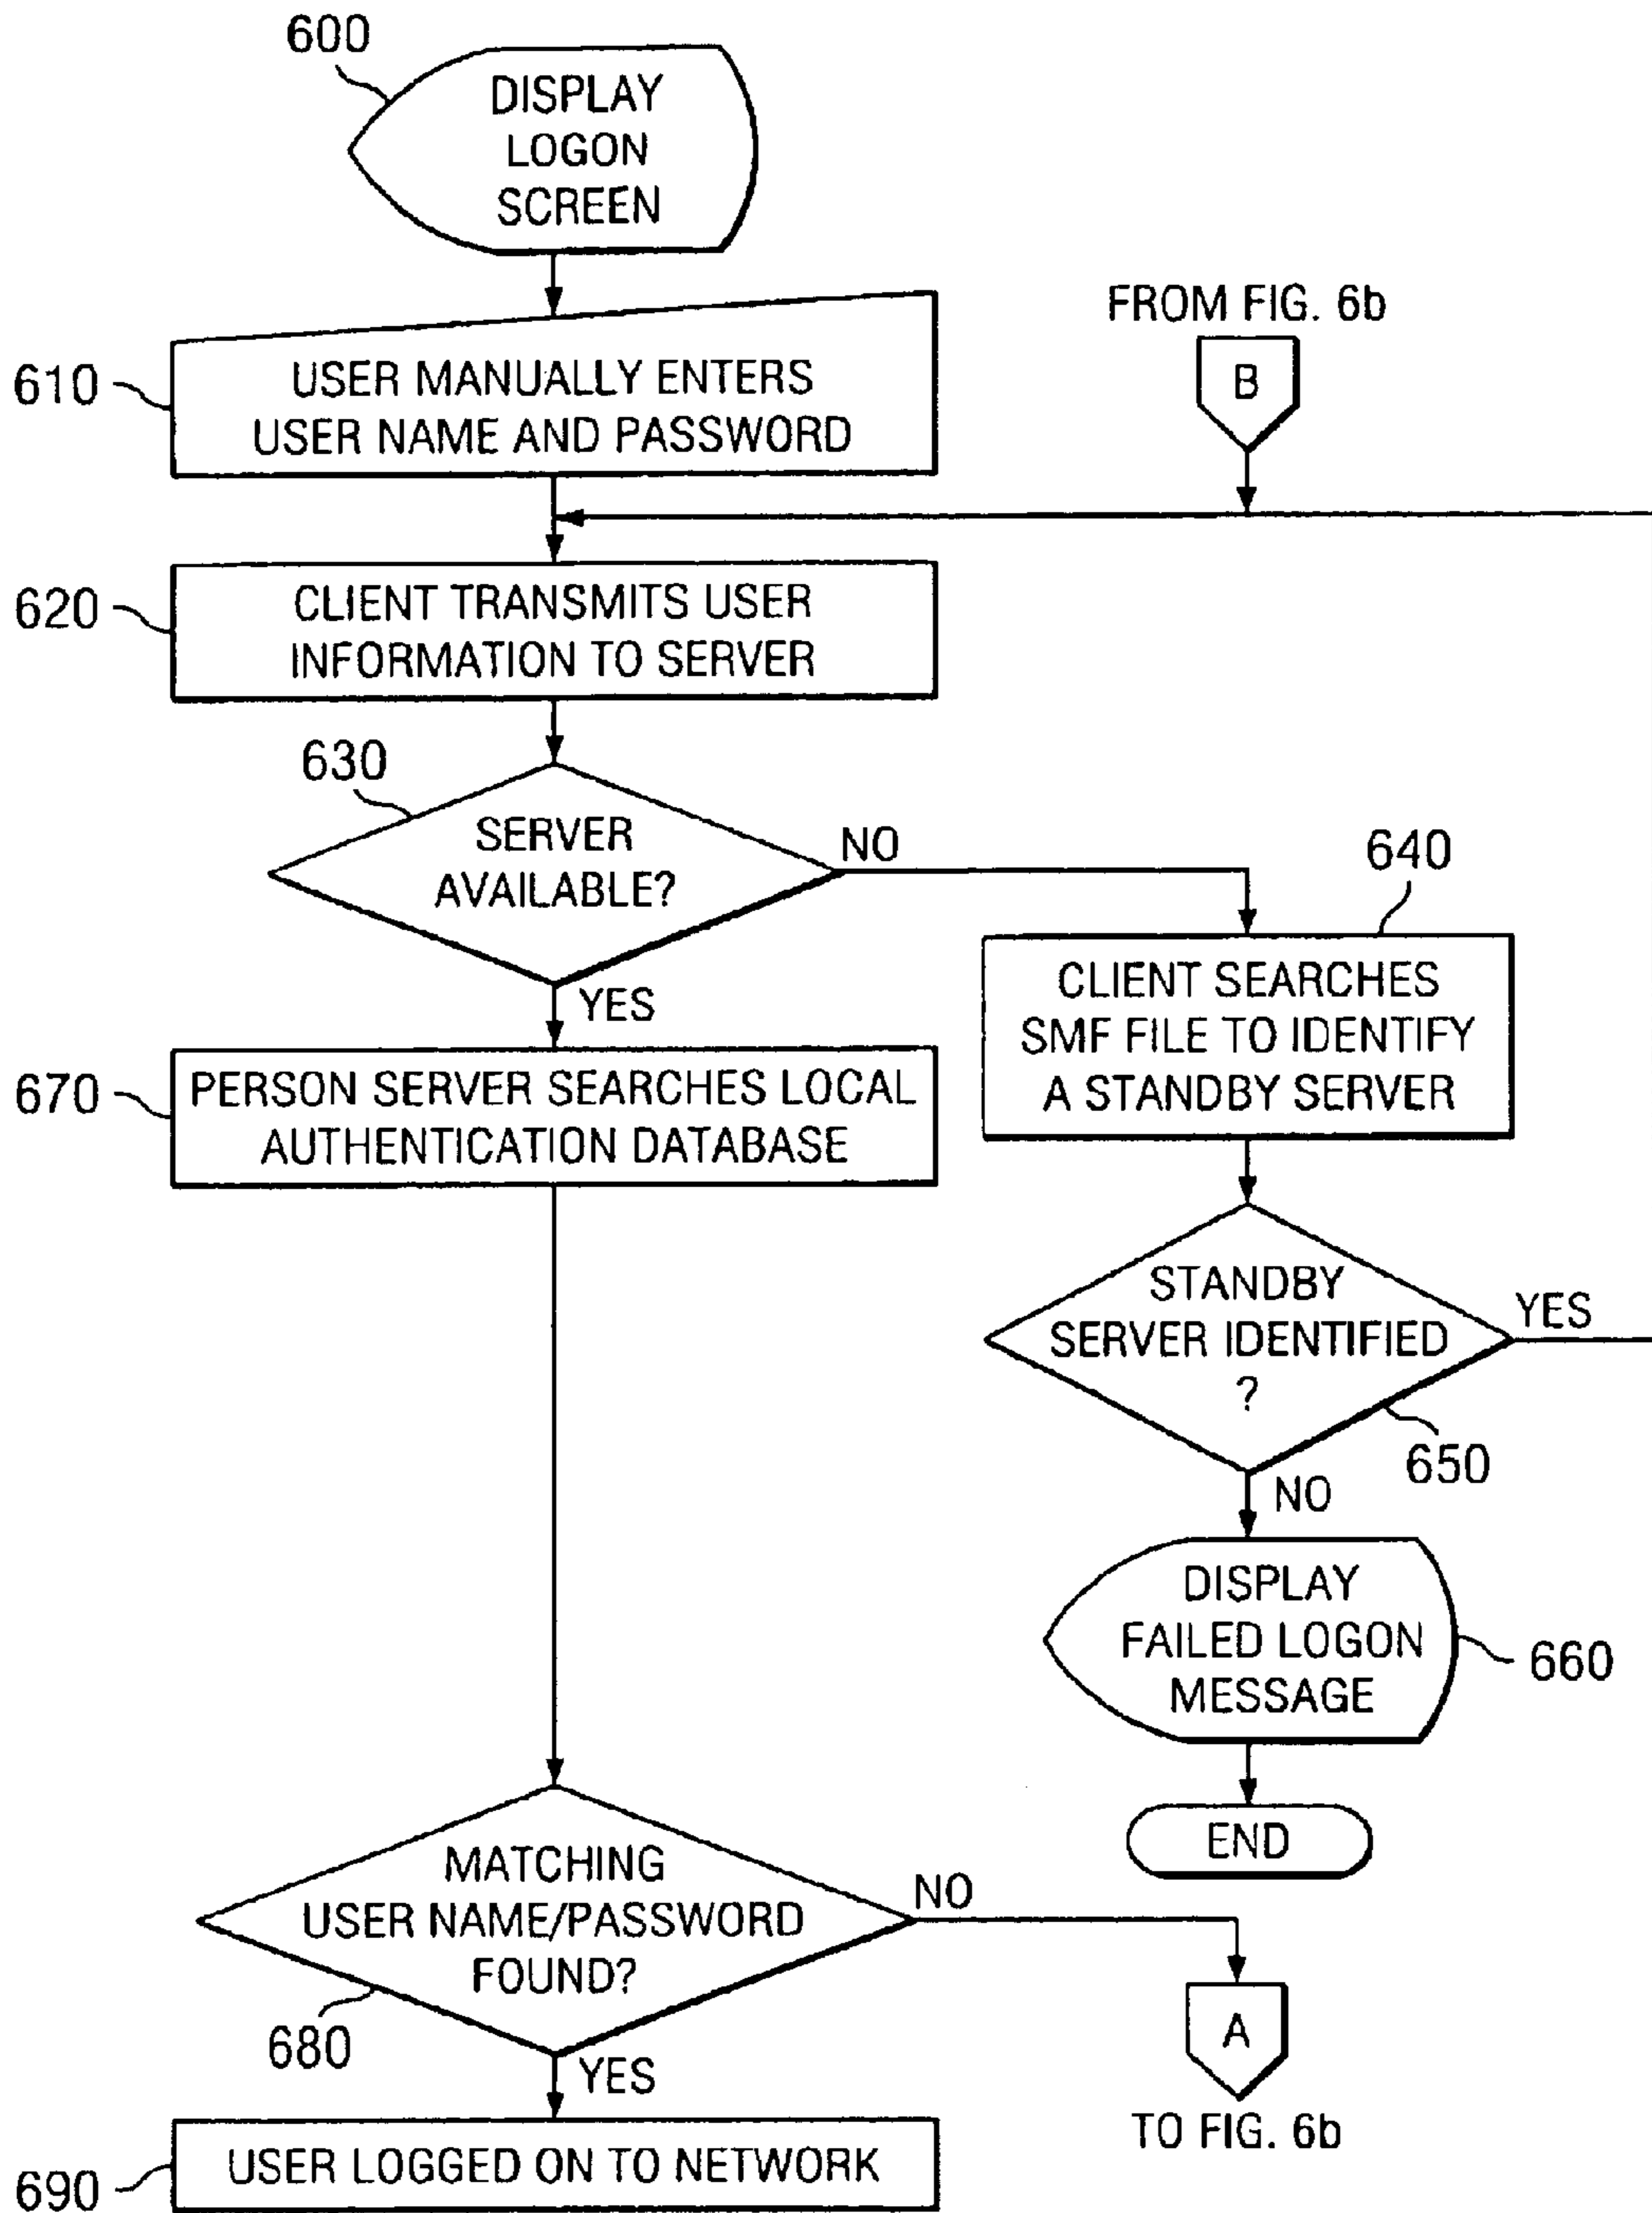 600
DISPLAY
LOGON
SCREEN
610
USER MANUALLY ENTERS
USER NAME AND PASSWORD
FROM FIG. 6b
B
620
CLIENT TRANSMITS USER
INFORMATION TO SERVER
630
SERVER
AVAILABLE?
NO
YES
640
CLIENT SEARCHES
SMF FILE TO IDENTIFY
A STANDBY SERVER
670
PERSON SERVER SEARCHES LOCAL
AUTHENTICATION DATABASE
STANDBY
SERVER IDENTIFIED
?
YES
650
NO
DISPLAY
FAILED LOGON
MESSAGE
660
END
MATCHING
USER NAME/PASSWORD
FOUND?
NO
680
YES
A
TO FIG. 6b
690
USER LOGGED ON TO NETWORK